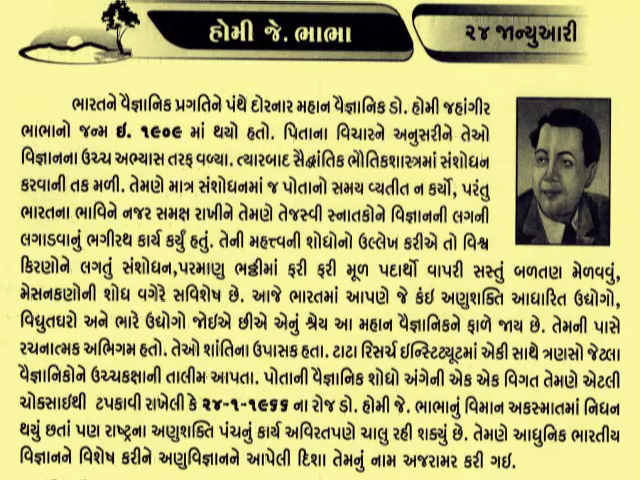 હોમી જે. ભાભા
૨૪ જાન્યુઆરી
ભારતને વૈજ્ઞાનિક પ્રગતિને પંથે દોરનાર મહાન વૈજ્ઞાનિક ડો. હોમી જહાંગીર
ભાભાનો જન્મ ઇ. ૧૯૦૯ માં થયો હતો. પિતાના વિચારને અનુસરીને તેઓ
વિજ્ઞાનના ઉચ્ચ અભ્યાસ તરફ વળ્યા. ત્યારબાદ સૈદ્ધાંતિક ભૌતિકશાસ્ત્રમાં સંશોધન
કરવાની તક મળી. તેમણે માત્ર સંશોધનમાં જ પોતાનો સમય વ્યતીત ન કર્યો, પરંતુ
ભારતના ભાવિને નજર સમક્ષ રાખીને તેમણે તેજસ્વી સ્નાતકોને વિજ્ઞાનની લગની
લગાડવાનું ભગીરથ કાર્ય કર્યું હતું. તેની મહત્ત્વની શોધોનો ઉલ્લેખ કરીએ તો વિશ્વ
કિરણોને લગતું સંશોધન,પરમાણુ ભઠ્ઠીમાં ફરી ફરી મૂળ પદાર્થો વાપરી સસ્તું બળતણ મેળવવું,
મેસનકણોની શોધ વગેરે સવિશેષ છે. આજે ભારતમાં આપણે જે કંઇ અણુશક્તિ આધારિત ઉદ્યોગો,
વિદ્યુતઘરો અને ભારે ઉદ્યોગો જોઈએ છીએ એનું શ્રેય આ મહાન વૈજ્ઞાનિકને ફાળે જાય છે. તેમની પાસે
રચનાત્મક અભિગમ હતો. તેઓ શાંતિના ઉપાસક હતા. ટાટા રિસર્ચ ઇન્સ્ટિટ્યૂટમાં એકી સાથે ત્રણસો જેટલા
વૈજ્ઞાનિકોને ઉચ્ચકક્ષાની તાલીમ આપતા. પોતાની વૈજ્ઞાનિક શોધો અંગેની એક એક વિગત તેમણે એટલી
ચોક્સાઇથી ટપકાવી રાખેલી કે ૨૪-૧-૧૯૬૬ ના રોજ ડો. હોમી જે. ભાભાનું વિમાન અકસ્માતમાં નિધન
થયું છતાં પણ રાષ્ટ્રના અણુશક્તિ પંચનું કાર્ય અવિરતપણે ચાલુ રહી શક્યું છે. તેમણે આધુનિક ભારતીય
વિજ્ઞાનને વિશેષ કરીને અણુવિજ્ઞાનને આપેલી દિશા તેમનું નામ અજરામર કરી ગઇ.